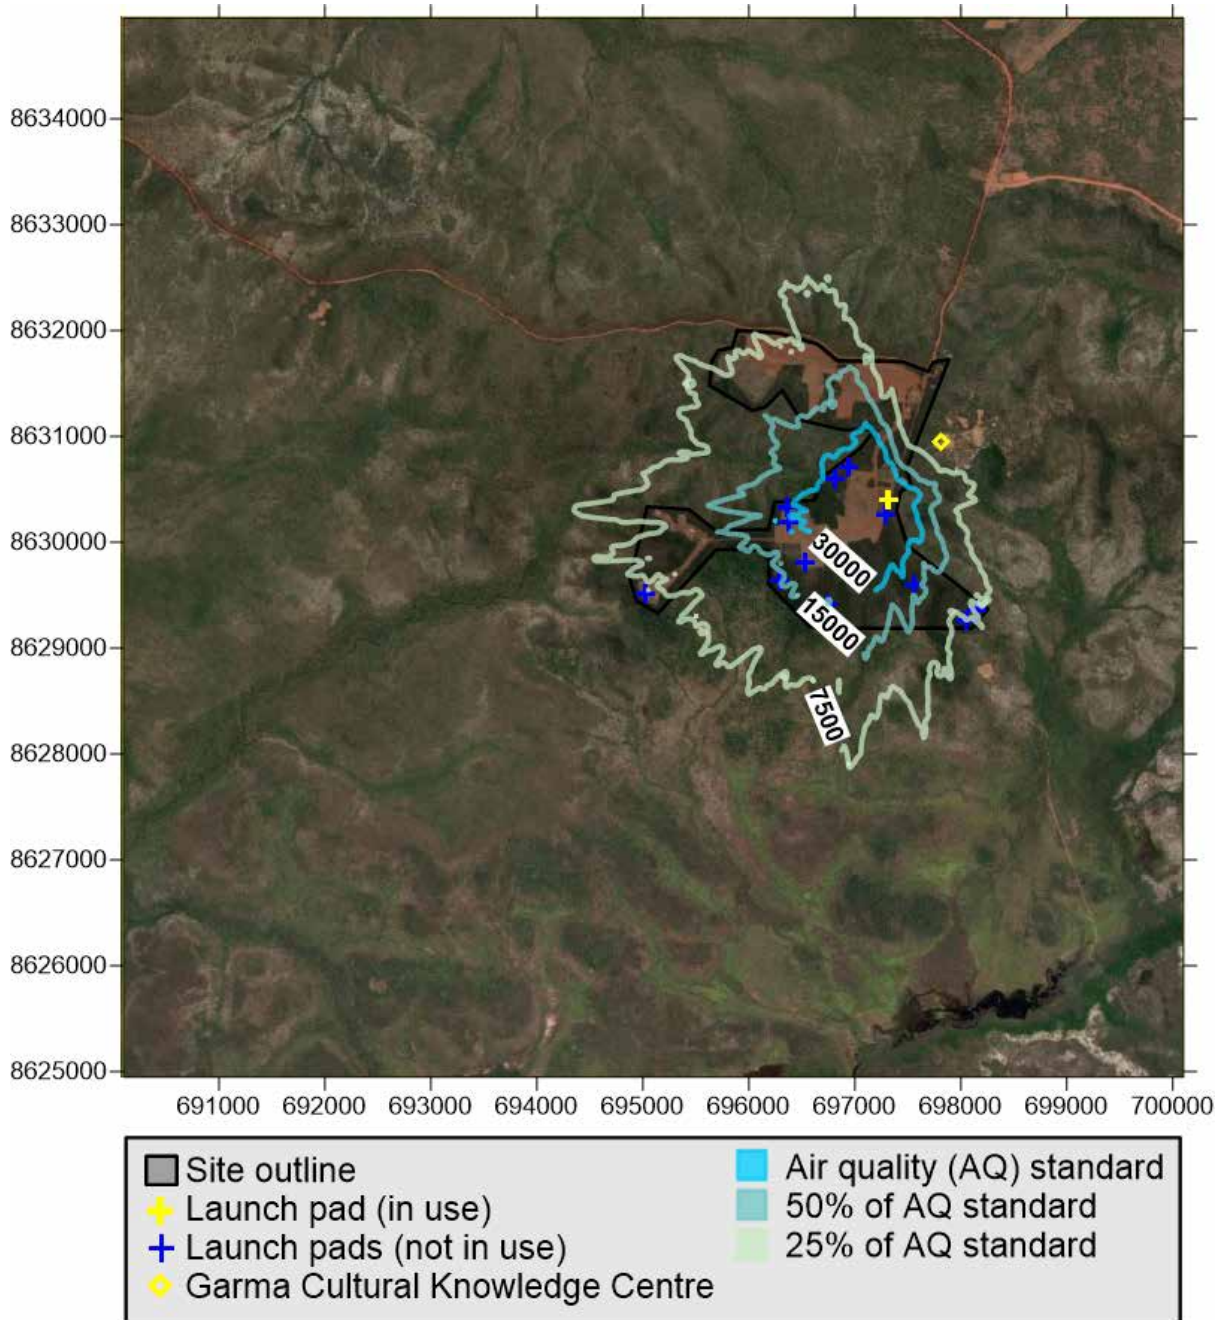 8634000
8633000
8632000
8631000
8630000
8629000
8628000
8627000
8626000
8625000
30000
15000
7500
691000 692000 693000 694000 695000 696000 697000 698000 699000 700000
Site outline
Launch pad (in use)
Launch pads (not in use)
Garma Cultural Knowledge Centre
Air quality (AQ) standard
50% of AQ standard
25% of AQ standard